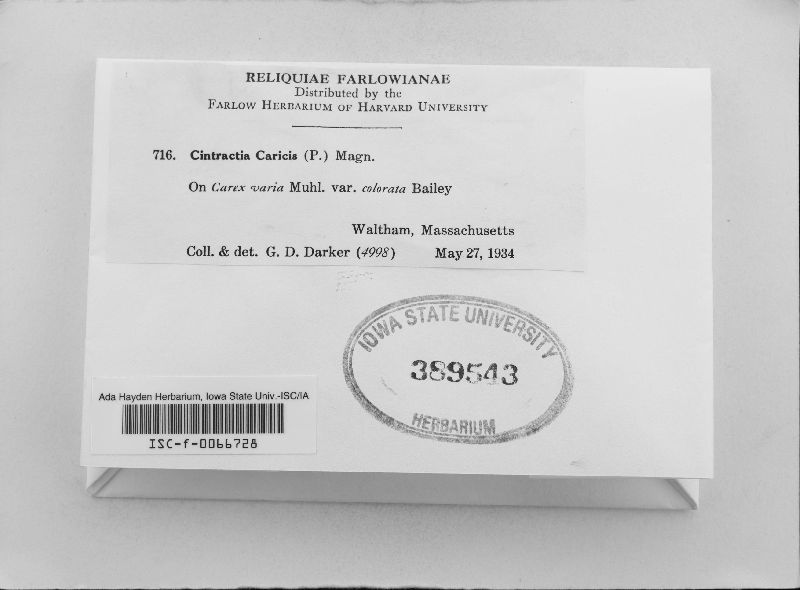 RELIQUIAE FARLOWIANAE
Distributed by the
FARLOW HERBARIUM OF HARVARD UNIVERSITY
716. Cintractia Caricis (P.) Magn.
On Carex varia Muhl. var. colorata Bailey
Waltham, Massachusetts
Coll. & det. G. D. Darker (4998) May 27, 1934
IOWA STATE UNIVERSITY
389543
HERBARIUM
Ada Hayden Herbarium, Iowa State Univ.-ISC/IA
ISC-f-0066728